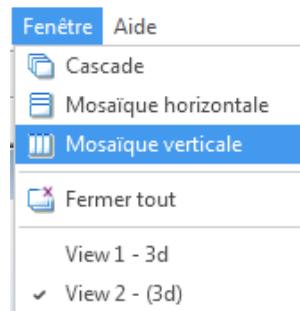 Fenêtre Aide
Cascade
Mosaïque horizontale
Mosaïque verticale
Fermer tout
View 1 - 3d
View 2 - (3d)